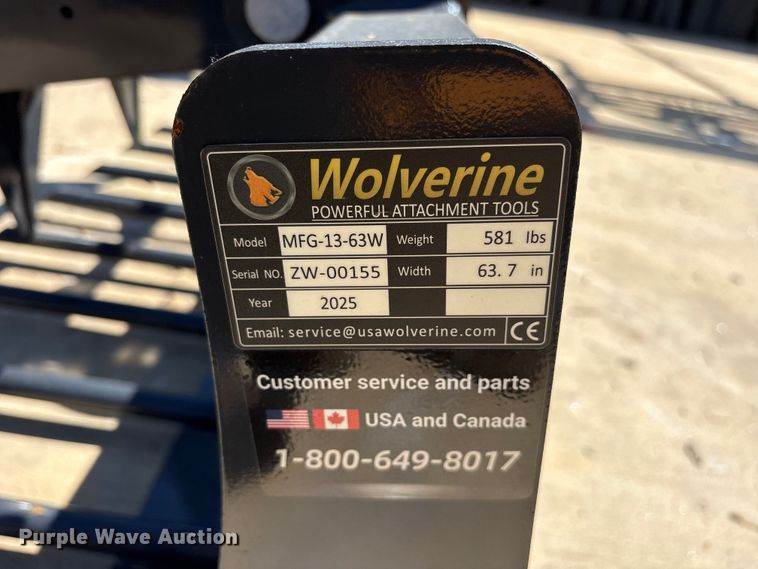 Wolverine
POWERFUL ATTACHMENT TOOLS
Model MFG-13-63W Weight 581 lbs
Serial NO. ZW-00155 Width 63.7 in
Year 2025
Email: service@usawolverine.com CE
Customer service and parts
USA and Canada
1-800-649-8017
Purple Wave Auction